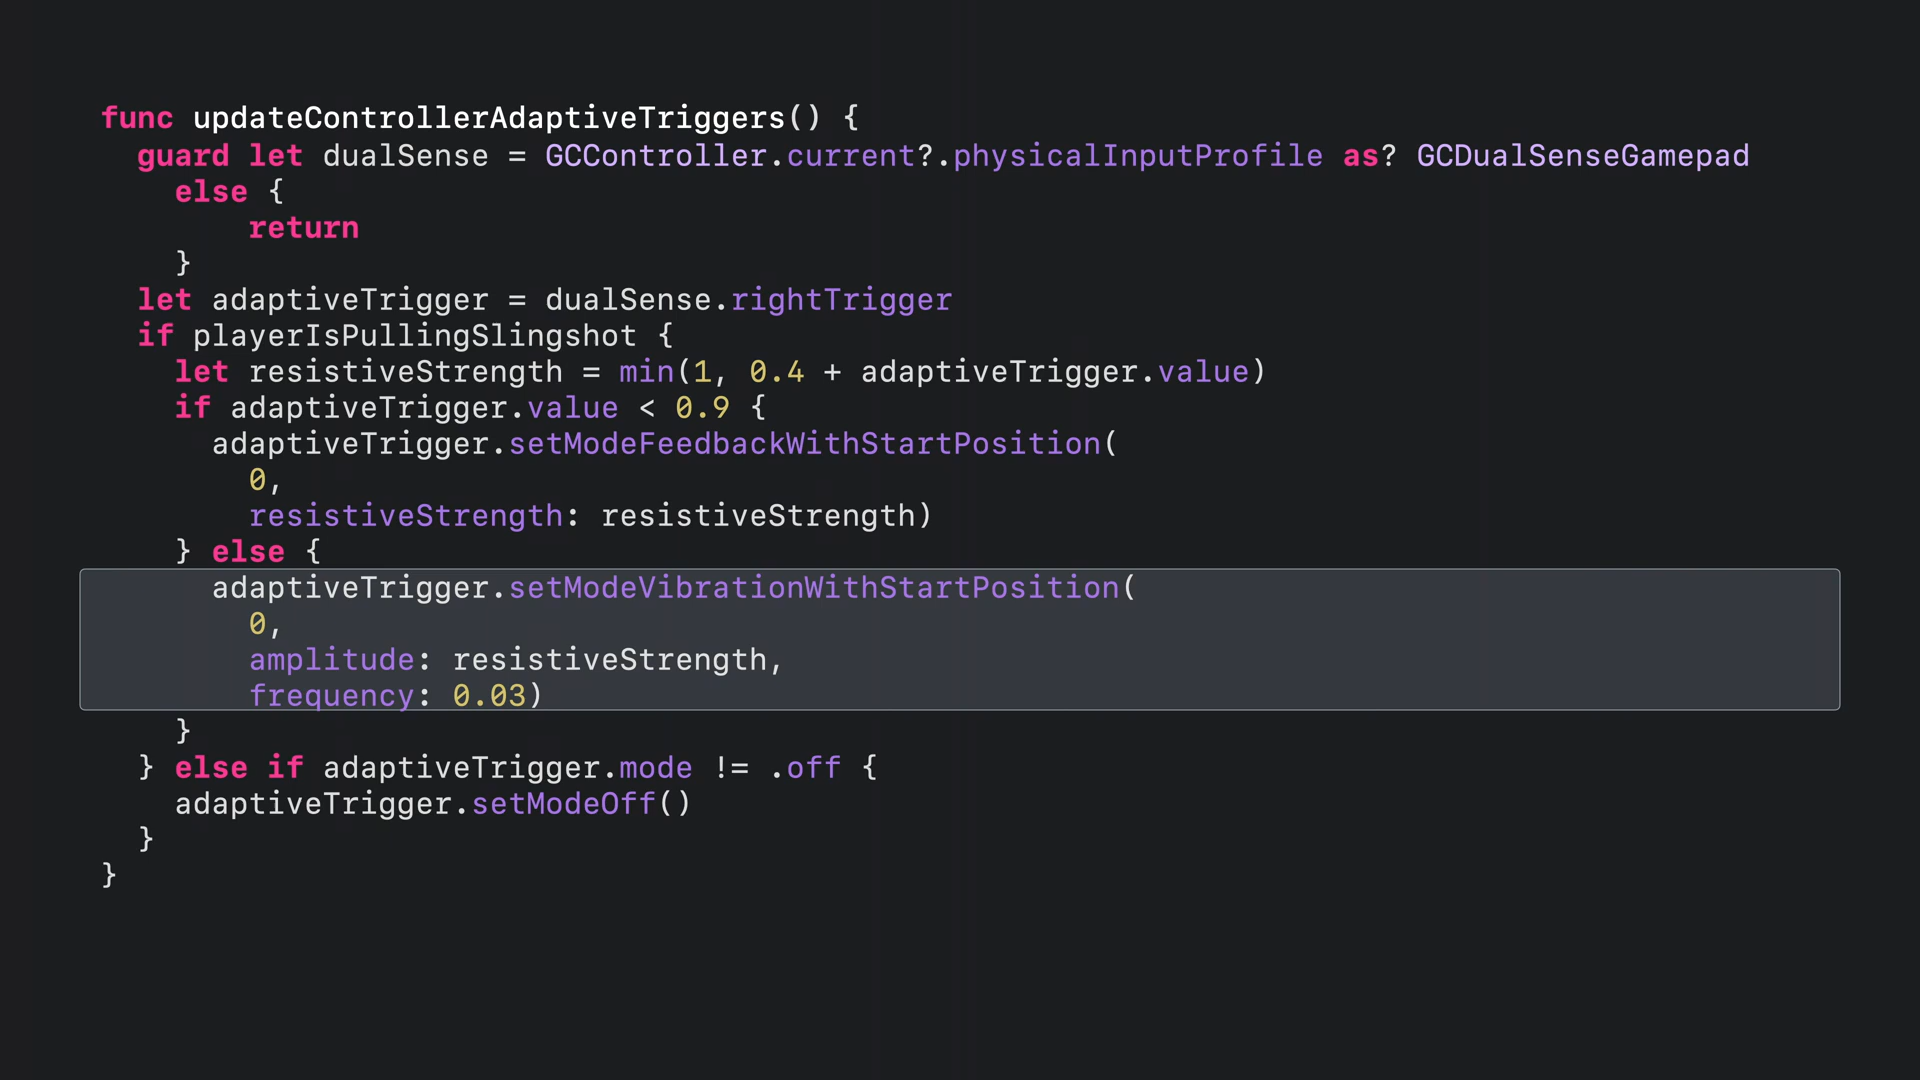 func updateControllerAdaptiveTriggers() {
  guard let dualSense = GCController.current?.physicalInputProfile as? GCDualSenseGamepad
    else {
        return
    }
  let adaptiveTrigger = dualSense.rightTrigger
  if playerIsPullingSlingshot {
    let resistiveStrength = min(1, 0.4 + adaptiveTrigger.value)
    if adaptiveTrigger.value < 0.9 {
      adaptiveTrigger.setModeFeedbackWithStartPosition(
        0,
        resistiveStrength: resistiveStrength)
    } else {
      adaptiveTrigger.setModeVibrationWithStartPosition(
        0,
        amplitude: resistiveStrength,
        frequency: 0.03)
    }
  } else if adaptiveTrigger.mode != .off {
    adaptiveTrigger.setModeOff()
  }
}